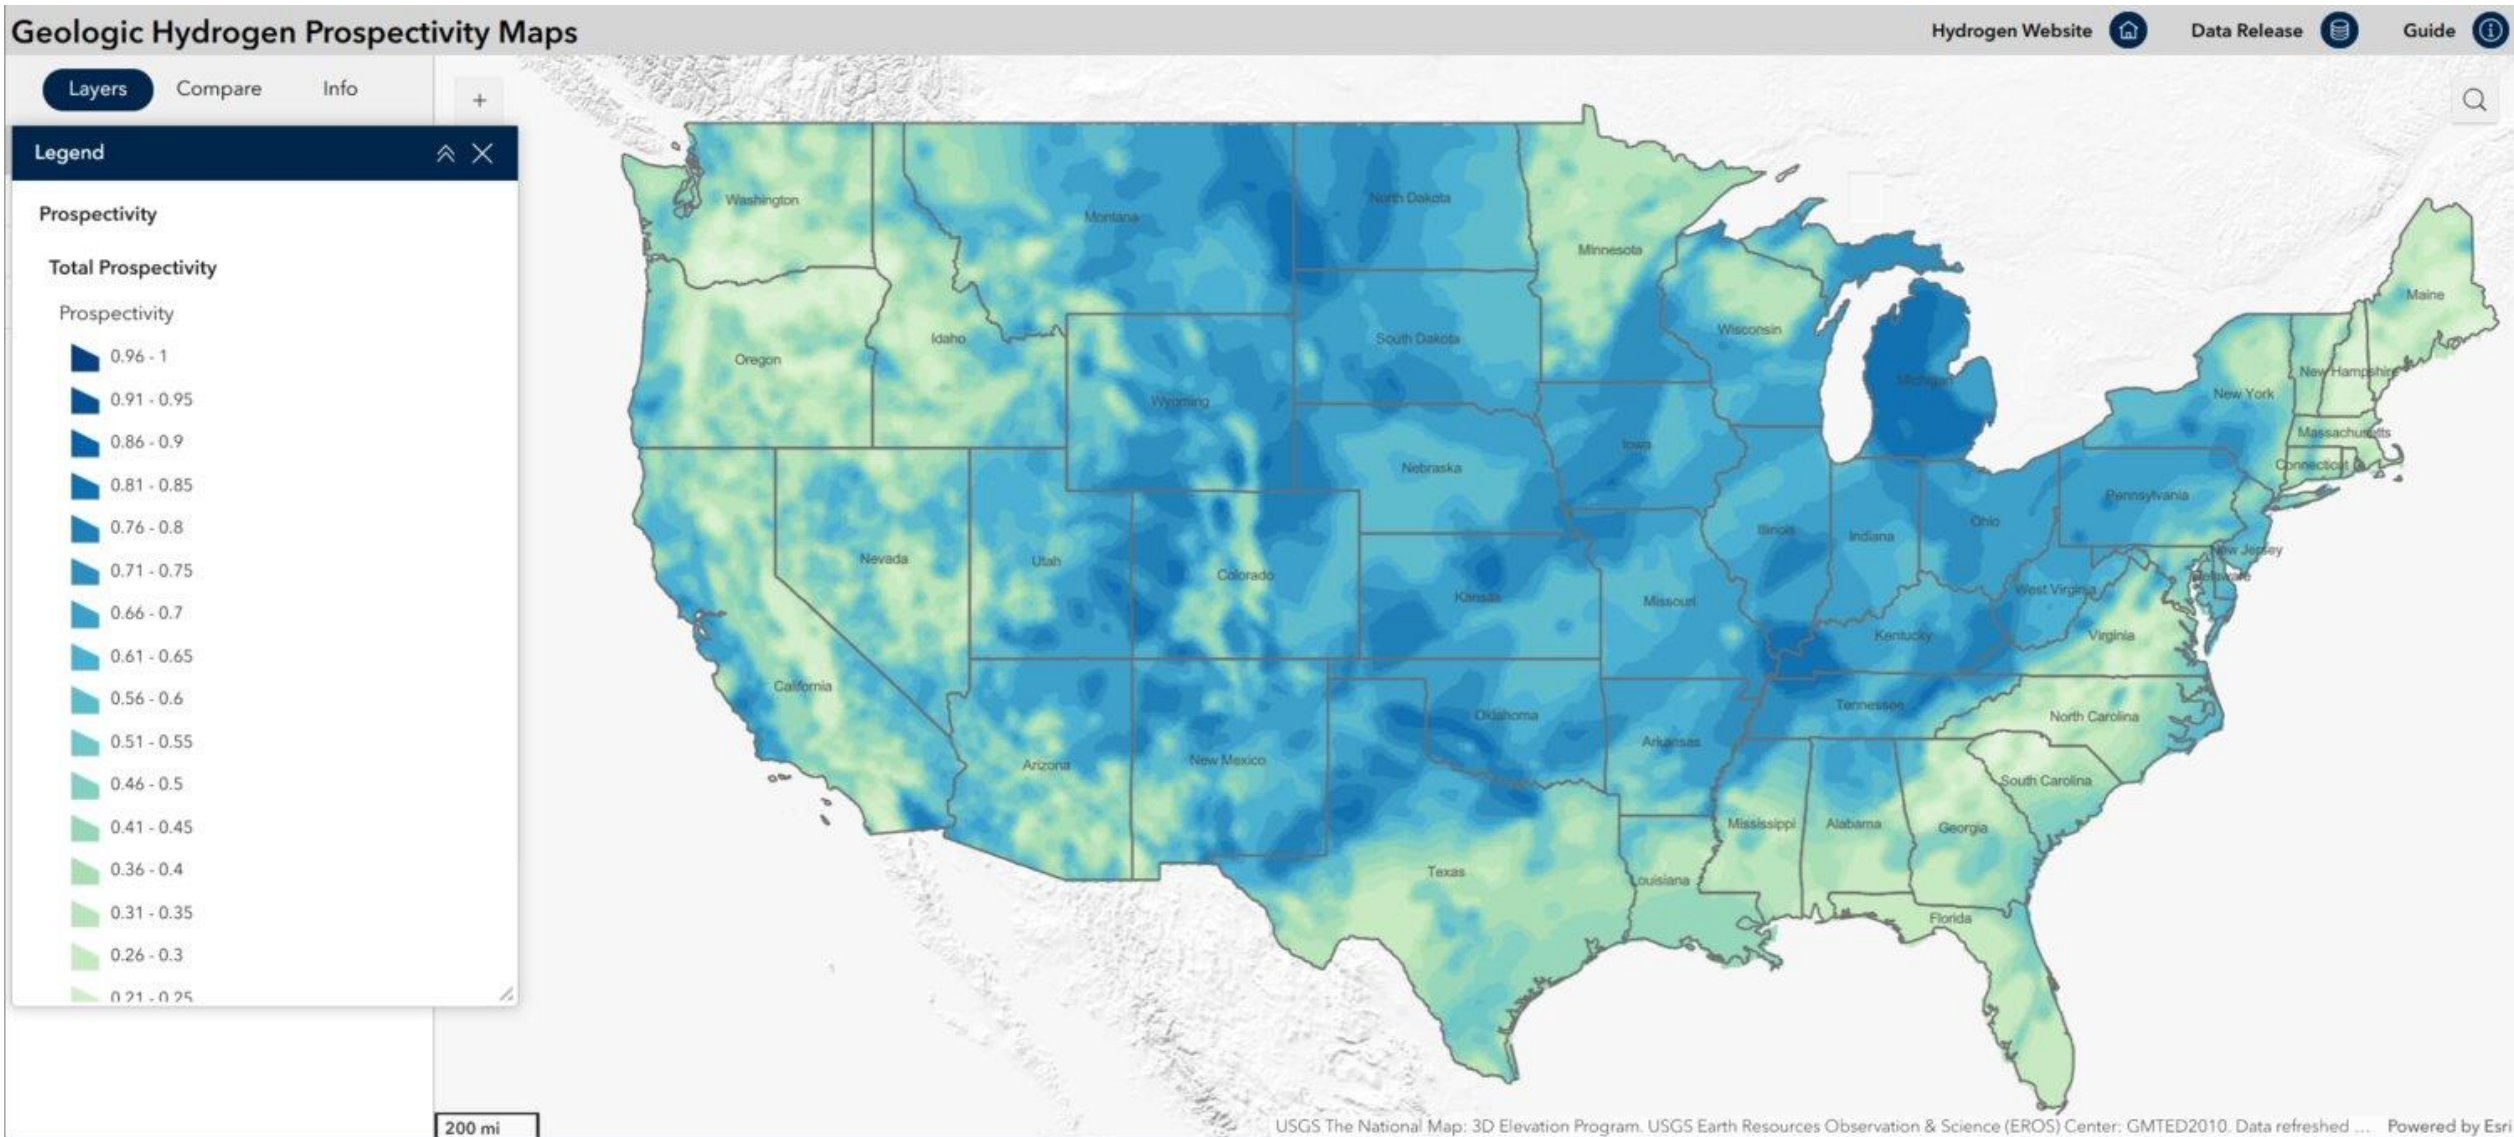 Geologic Hydrogen Prospectivity Maps
Hydrogen Website
Data Release
Guide
Layers
Compare
Info
+
Legend
Prospectivity
Total Prospectivity
Prospectivity
0.96 - 1
0.91 - 0.95
0.86 - 0.9
0.81 - 0.85
0.76 - 0.8
0.71 - 0.75
0.66 - 0.7
0.61 - 0.65
0.56 - 0.6
0.51 - 0.55
0.46 - 0.5
0.41 - 0.45
0.36 - 0.4
0.31 - 0.35
0.26 - 0.3
0.21 - 0.25
Washington
Montana
North Dakota
Minnesota
Maine
Oregon
Idaho
South Dakota
Wisconsin
Wyoming
Michigan
New York
New Hampshire
Massachusetts
Connecticut
Nebraska
Iowa
Pennsylvania
Nevada
Utah
Colorado
Kansas
Missouri
Illinois
Indiana
Ohio
New Jersey
Delaware
West Virginia
Virginia
Kentucky
California
Arizona
New Mexico
Oklahoma
Arkansas
Tennessee
North Carolina
South Carolina
Mississippi
Alabama
Georgia
Texas
Louisiana
Florida
200 mi
USGS The National Map: 3D Elevation Program. USGS Earth Resources Observation & Science (EROS) Center: GMTED2010. Data refreshed ...
Powered by Esri